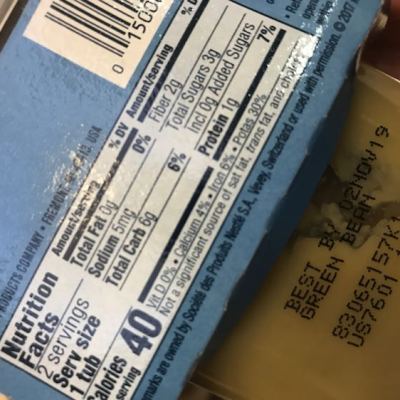 0 15000
PRODUCTS COMPANY • FREMONT, MI 49413, USA
Nutrition
Facts
2 servings
Serv size
1 tub
Calories
serving
40
Amount/serving % DV
Total Fat 0g 0%
Sodium 5mg
Total Carb 6g 6%
Amount/serving % D
Fiber 2g
Total Sugars 3g
Incl 0g Added Sugars
Protein 1g 7%
Vit D 0% • Calcium 4% • Iron 6% • Potas 30%
Not a significant source of sat fat, trans fat, and
marks are owned by Société des Produits Nestlé S.A., Vevey, Switzerland or used with permission. © 2017
BEST BY 02NOV19
GREEN BEAN
83065157K1
US7601